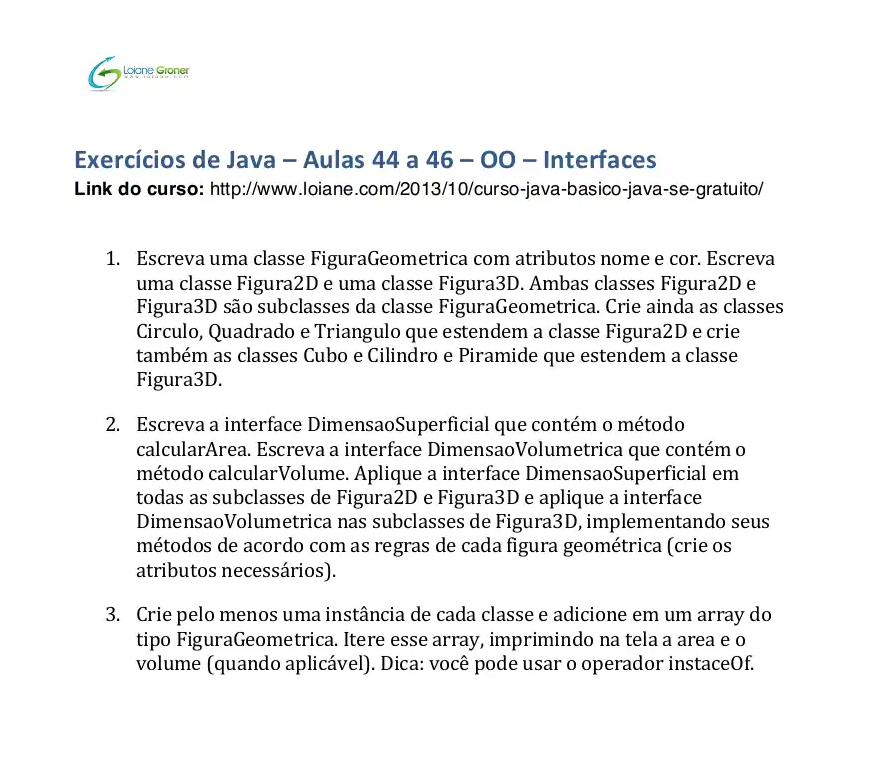 Loiane Groner
www.loiane.com
Exercícios de Java – Aulas 44 a 46 – OO – Interfaces
Link do curso: http://www.loiane.com/2013/10/curso-java-basico-java-se-gratuito/
1. Escreva uma classe FiguraGeometrica com atributos nome e cor. Escreva
uma classe Figura2D e uma classe Figura3D. Ambas classes Figura2D e
Figura3D são subclasses da classe FiguraGeometrica. Crie ainda as classes
Circulo, Quadrado e Triangulo que estendem a classe Figura2D e crie
também as classes Cubo e Cilindro e Piramide que estendem a classe
Figura3D.
2. Escreva a interface DimensaoSuperficial que contém o método
calcularArea. Escreva a interface DimensaoVolumetrica que contém o
método calcularVolume. Aplique a interface DimensaoSuperficial em
todas as subclasses de Figura2D e Figura3D e aplique a interface
DimensaoVolumetrica nas subclasses de Figura3D, implementando seus
métodos de acordo com as regras de cada figura geométrica (crie os
atributos necessários).
3. Crie pelo menos uma instância de cada classe e adicione em um array do
tipo FiguraGeometrica. Itere esse array, imprimindo na tela a area e o
volume (quando aplicável). Dica: você pode usar o operador instaceOf.